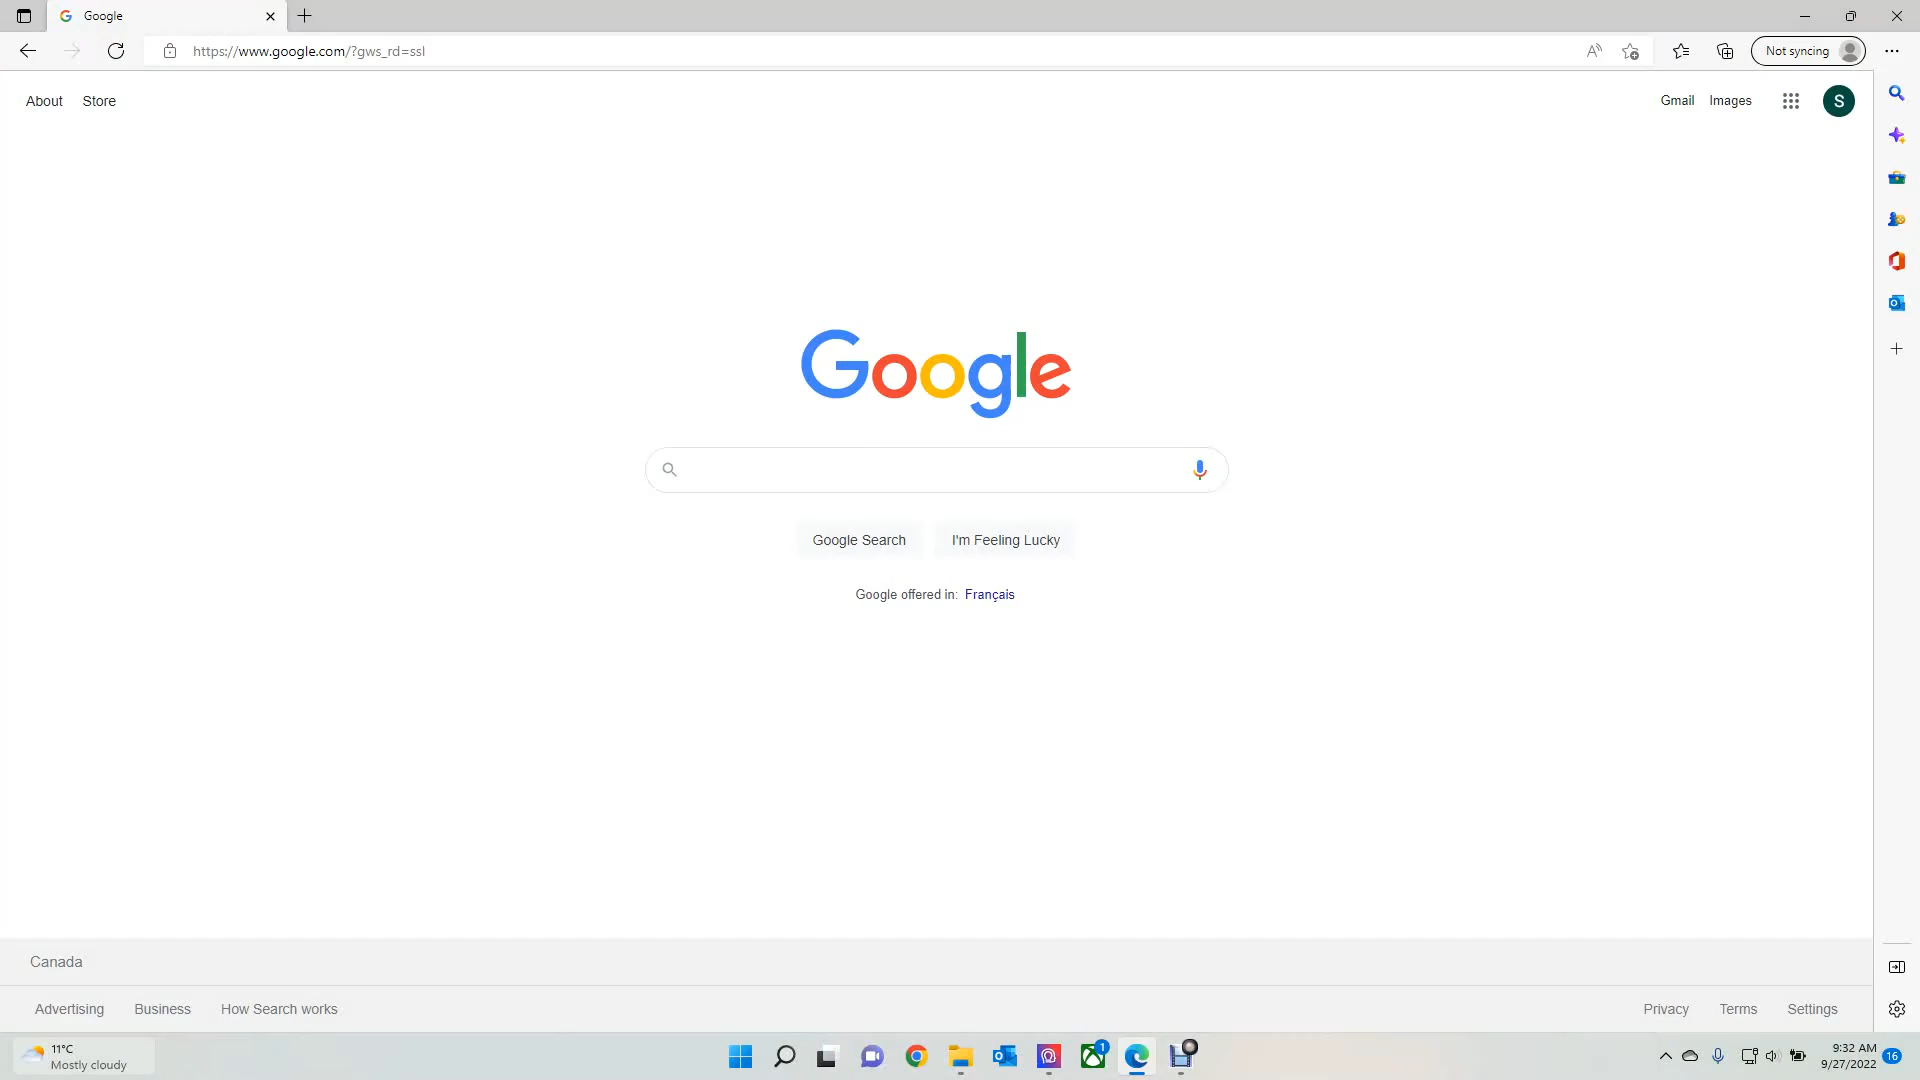 Google
https://www.google.com/?gws_rd=ssl
Not syncing
About Store
Gmail Images
S
Google
Google Search I'm Feeling Lucky
Google offered in: Français
Canada
Advertising Business How Search works
Privacy Terms Settings
11°C
Mostly cloudy
1
9:32 AM
9/27/2022
16